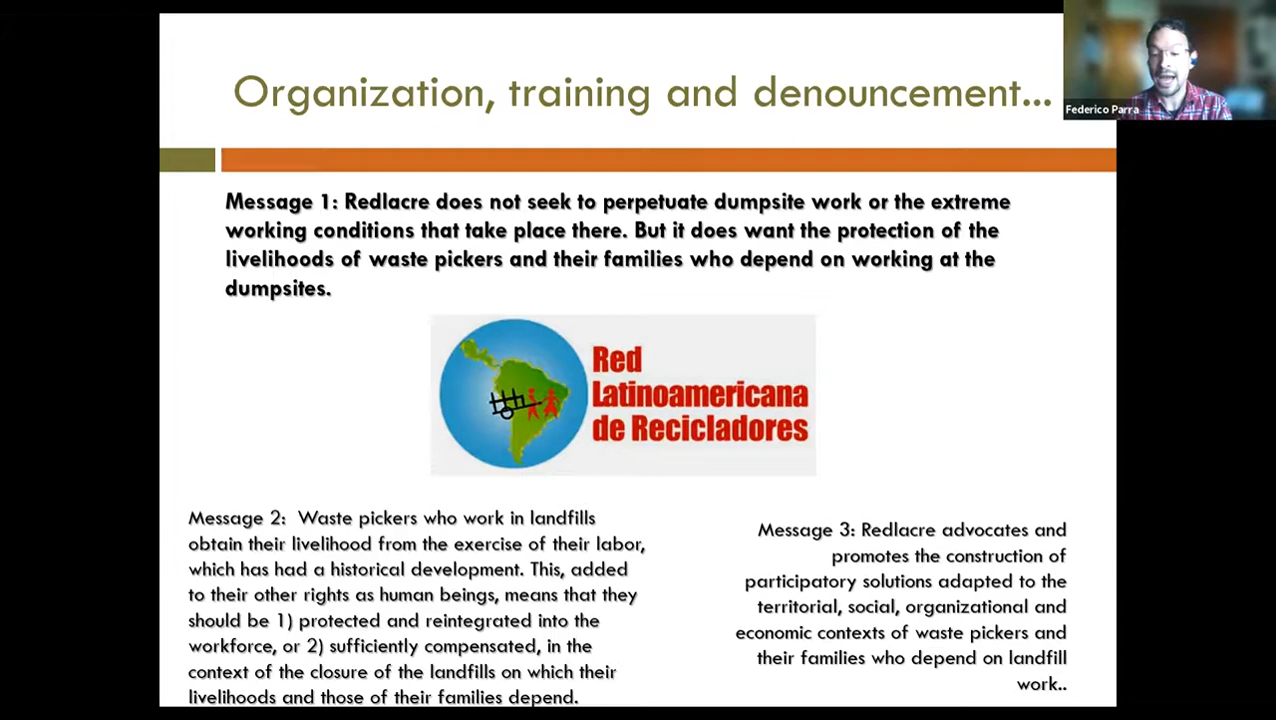 Organization, training and denouncement...
Federico Parra
Message 1: Redlacre does not seek to perpetuate dumpsite work or the extreme
working conditions that take place there. But it does want the protection of the
livelihoods of waste pickers and their families who depend on working at the
dumpsites.
Red
Latinoamericana
de Recicladores
Message 2:  Waste pickers who work in landfills
obtain their livelihood from the exercise of their labor,
which has had a historical development. This, added
to their other rights as human beings, means that they
should be 1) protected and reintegrated into the
workforce, or 2) sufficiently compensated, in the
context of the closure of the landfills on which their
livelihoods and those of their families depend.
Message 3: Redlacre advocates and
promotes the construction of
participatory solutions adapted to the
territorial, social, organizational and
economic contexts of waste pickers and
their families who depend on landfill
work..